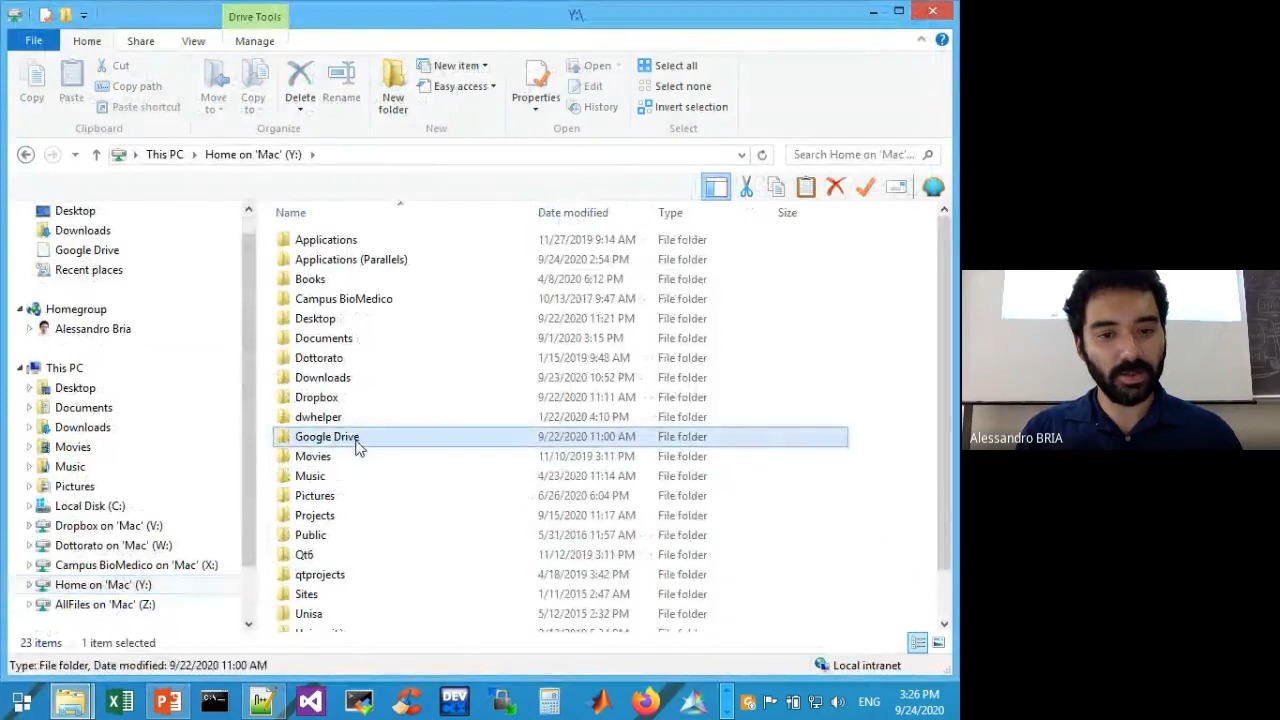 Drive Tools
Y:\
File
Home
Share
View
Manage
Copy
Paste
Cut
Copy path
Paste shortcut
Clipboard
Move to
Copy to
Delete
Rename
Organize
New folder
New item
Easy access
New
Properties
Open
Edit
History
Open
Select all
Select none
Invert selection
Select
This PC
Home on 'Mac' (Y:)
Search Home on 'Mac'...
Name Date modified Type Size
Desktop
Downloads
Google Drive
Recent places
Homegroup
Alessandro Bria
This PC
Desktop
Documents
Downloads
Movies
Music
Pictures
Local Disk (C:)
Dropbox on 'Mac' (V:)
Dottorato on 'Mac' (W:)
Campus BioMedico on 'Mac' (X:)
Home on 'Mac' (Y:)
AllFiles on 'Mac' (Z:)
Applications 11/27/2019 9:14 AM File folder
Applications (Parallels) 9/24/2020 2:54 PM File folder
Books 4/8/2020 6:12 PM File folder
Campus BioMedico 10/13/2017 9:47 AM File folder
Desktop 9/22/2020 11:21 PM File folder
Documents 9/1/2020 3:15 PM File folder
Dottorato 1/15/2019 9:48 AM File folder
Downloads 9/23/2020 10:52 PM File folder
Dropbox 9/22/2020 11:11 AM File folder
dwhelper 1/22/2020 4:10 PM File folder
Google Drive 9/22/2020 11:00 AM File folder
Movies 11/10/2019 3:11 PM File folder
Music 4/23/2020 11:14 AM File folder
Pictures 6/26/2020 6:04 PM File folder
Projects 9/15/2020 11:17 AM File folder
Public 5/31/2016 11:57 AM File folder
Qt6 11/12/2019 3:11 PM File folder
qtprojects 4/18/2019 3:42 PM File folder
Sites 1/11/2015 2:47 AM File folder
Unisa 5/12/2015 2:32 PM File folder
23 items 1 item selected
Type: File folder, Date modified: 9/22/2020 11:00 AM
Local intranet
DEV
ENG
3:26 PM
9/24/2020
Alessandro BRIA